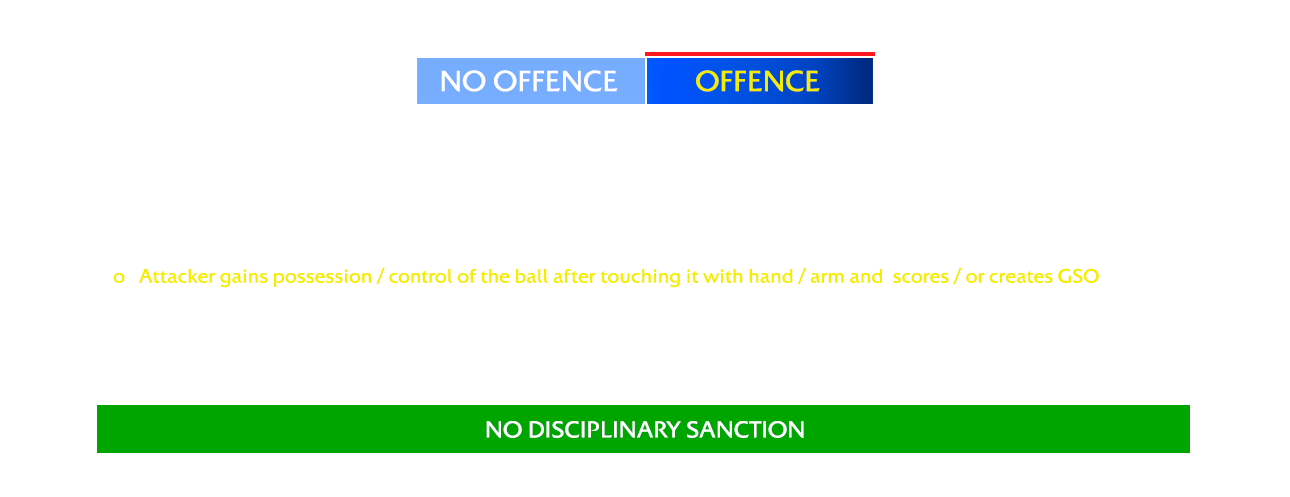 NO OFFENCE
OFFENCE
o Attacker gains possession / control of the ball after touching it with hand / arm and scores / or creates GSO
NO DISCIPLINARY SANCTION